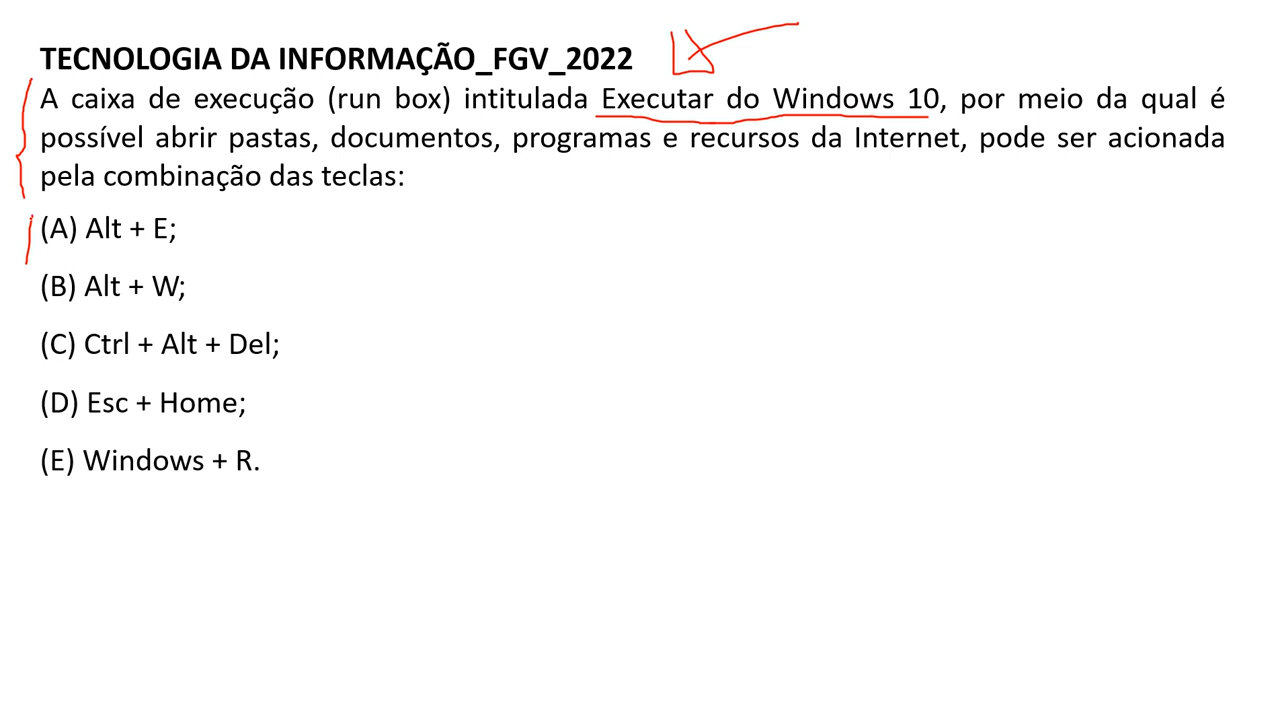 TECNOLOGIA DA INFORMAÇÃO_FGV_2022
A caixa de execução (run box) intitulada Executar do Windows 10, por meio da qual é
possível abrir pastas, documentos, programas e recursos da Internet, pode ser acionada
pela combinação das teclas:
(A) Alt + E;
(B) Alt + W;
(C) Ctrl + Alt + Del;
(D) Esc + Home;
(E) Windows + R.